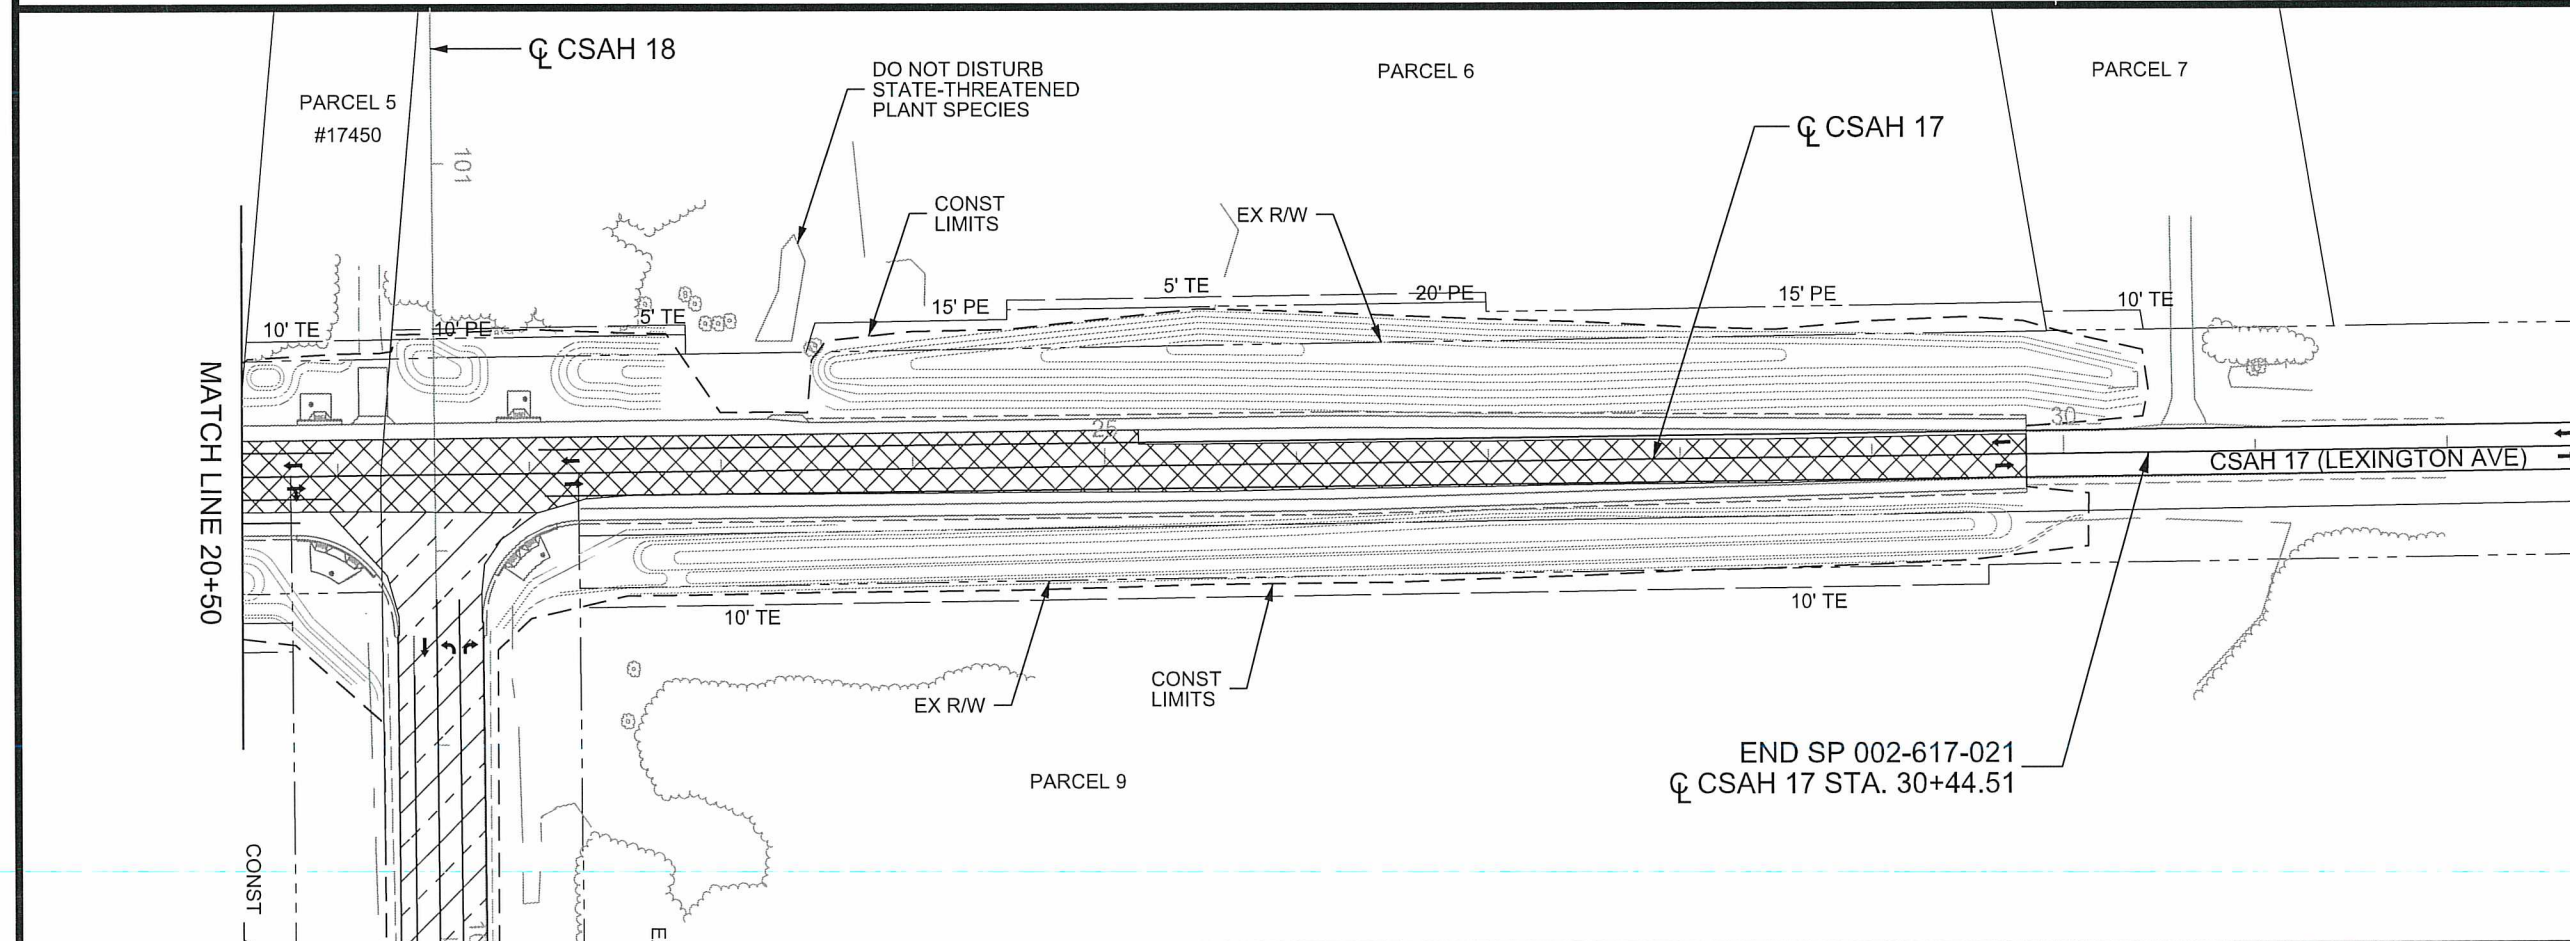 ℄ CSAH 18
PARCEL 5
#17450
101
DO NOT DISTURB
STATE-THREATENED
PLANT SPECIES
PARCEL 6
PARCEL 7
℄ CSAH 17
CONST
LIMITS
EX R/W
10' TE
10' PE
5' TE
15' PE
5' TE
20' PE
15' PE
10' TE
MATCH LINE 20+50
25
30
CSAH 17 (LEXINGTON AVE)
10' TE
10' TE
EX R/W
CONST
LIMITS
PARCEL 9
END SP 002-617-021
℄ CSAH 17 STA. 30+44.51
CONST